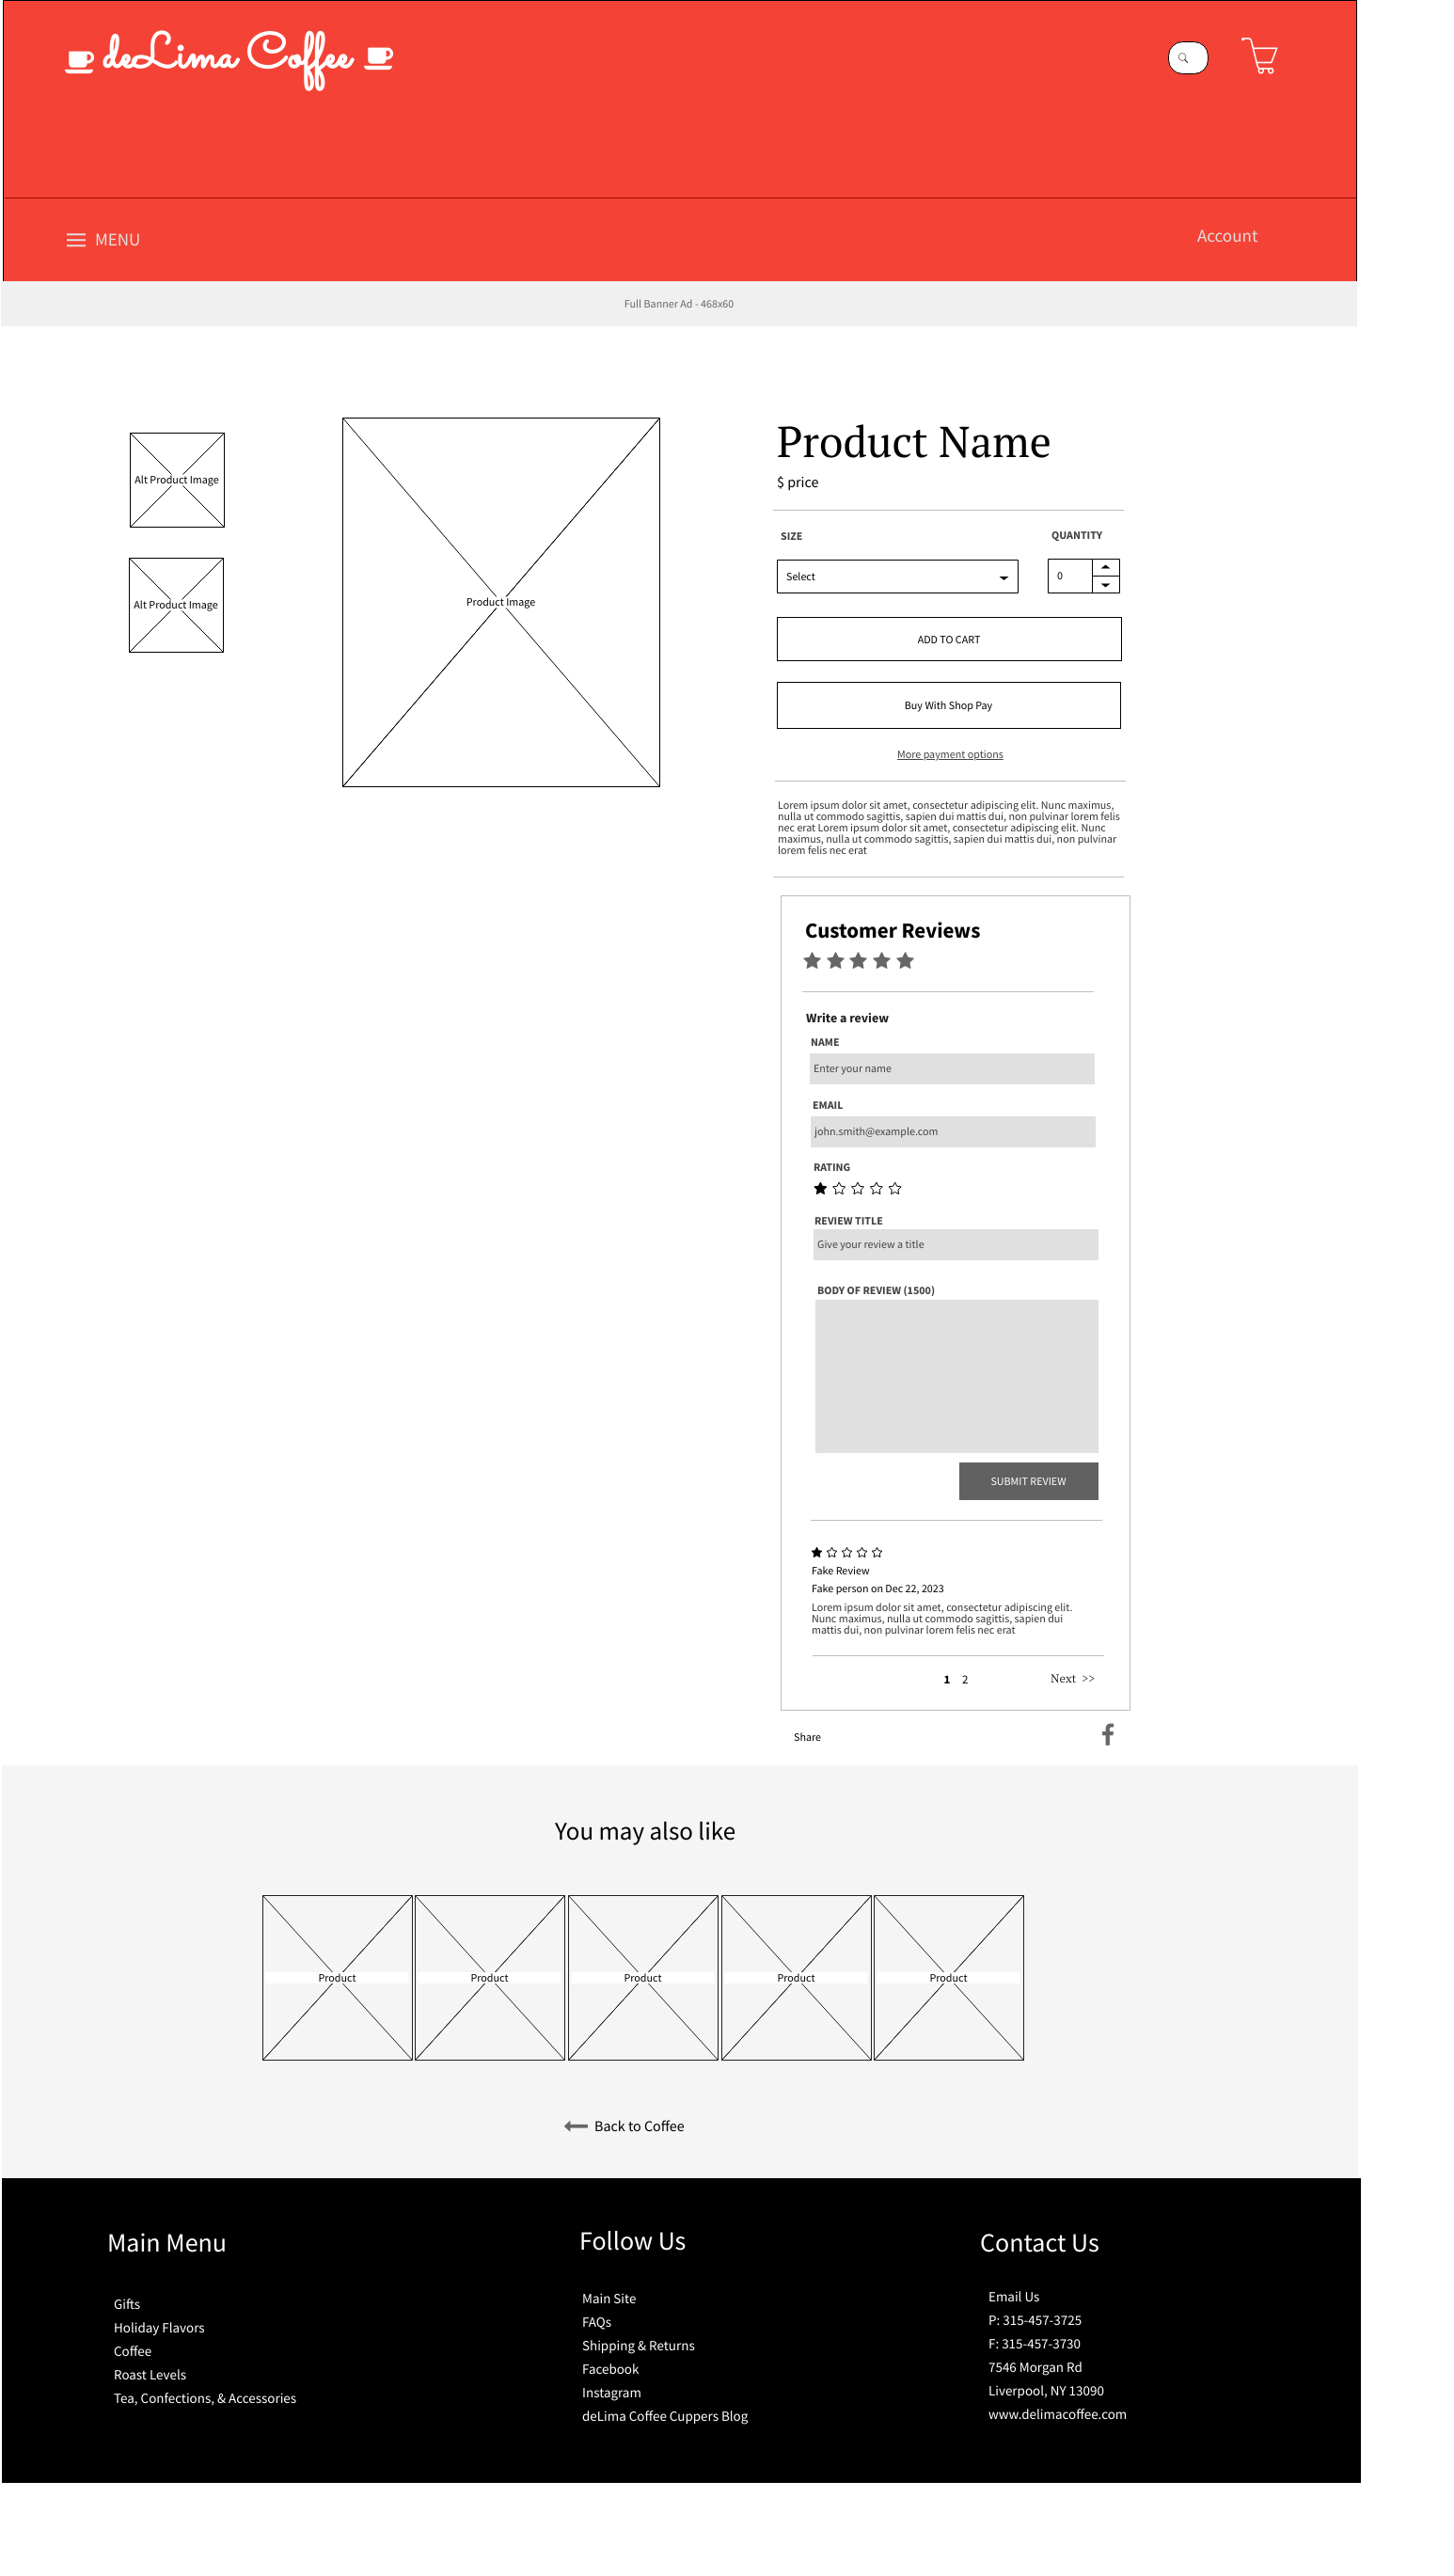 deLima Coffee
MENU
Account
Full Banner Ad - 468x60
Alt Product Image
Alt Product Image
Product Image
Product Name
$ price
SIZE
QUANTITY
Select
0
ADD TO CART
Buy With Shop Pay
More payment options
Lorem ipsum dolor sit amet, consectetur adipiscing elit. Nunc maximus,
nulla ut commodo sagittis, sapien dui mattis dui, non pulvinar lorem felis
nec erat Lorem ipsum dolor sit amet, consectetur adipiscing elit. Nunc
maximus, nulla ut commodo sagittis, sapien dui mattis dui, non pulvinar
lorem felis nec erat
Customer Reviews
Write a review
NAME
Enter your name
EMAIL
john.smith@example.com
RATING
REVIEW TITLE
Give your review a title
BODY OF REVIEW (1500)
SUBMIT REVIEW
Fake Review
Fake person on Dec 22, 2023
Lorem ipsum dolor sit amet, consectetur adipiscing elit.
Nunc maximus, nulla ut commodo sagittis, sapien dui
mattis dui, non pulvinar lorem felis nec erat
1 2 Next >>
Share
You may also like
Product
Product
Product
Product
Product
Back to Coffee
Main Menu
Gifts
Holiday Flavors
Coffee
Roast Levels
Tea, Confections, & Accessories
Follow Us
Main Site
FAQs
Shipping & Returns
Facebook
Instagram
deLima Coffee Cuppers Blog
Contact Us
Email Us
P: 315-457-3725
F: 315-457-3730
7546 Morgan Rd
Liverpool, NY 13090
www.delimacoffee.com